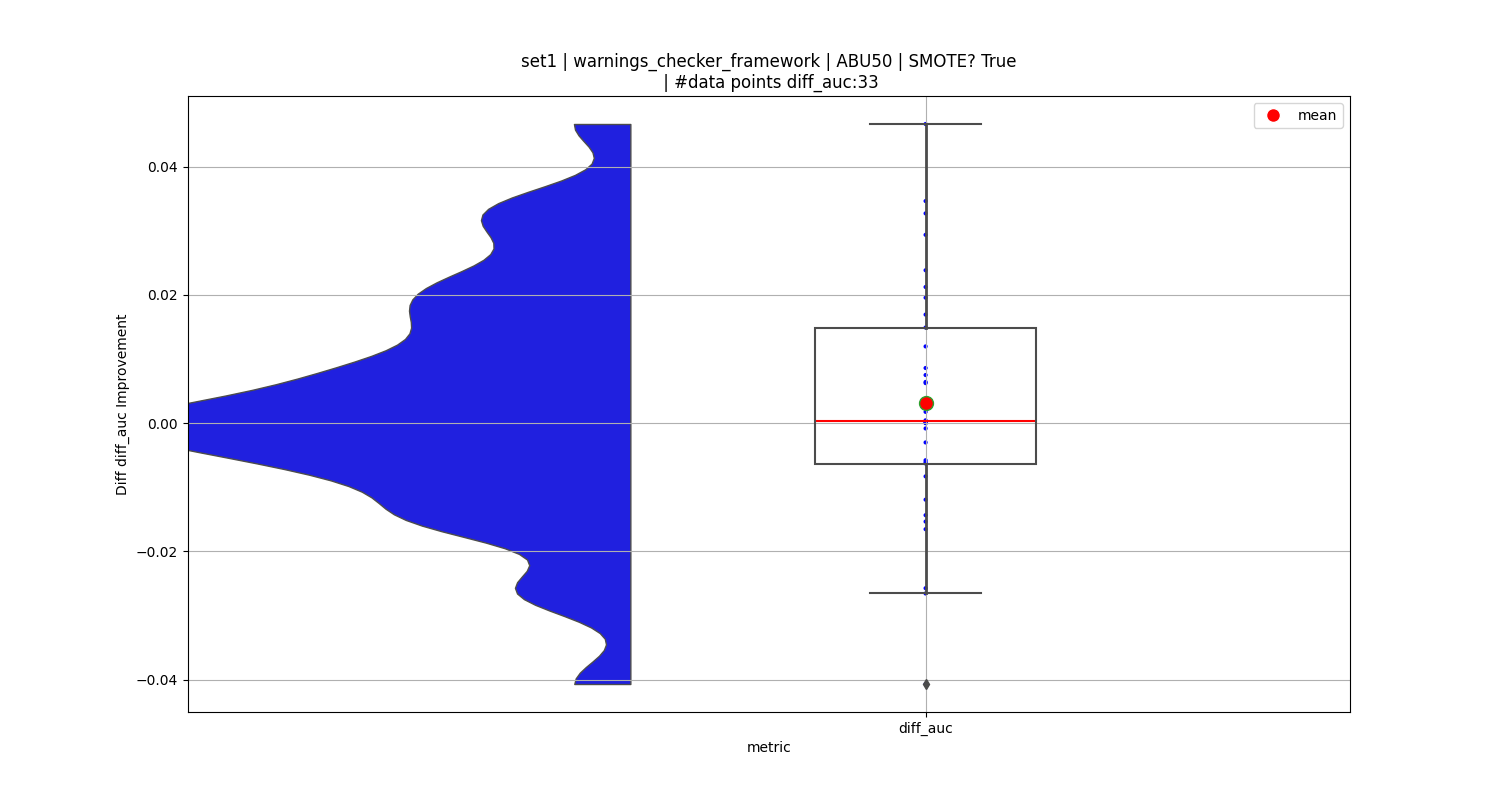 set1 | warnings_checker_framework | ABU50 | SMOTE? True
| #data points diff_auc:33
mean
0.04
0.02
0.00
−0.02
−0.04
Diff diff_auc Improvement
diff_auc
metric